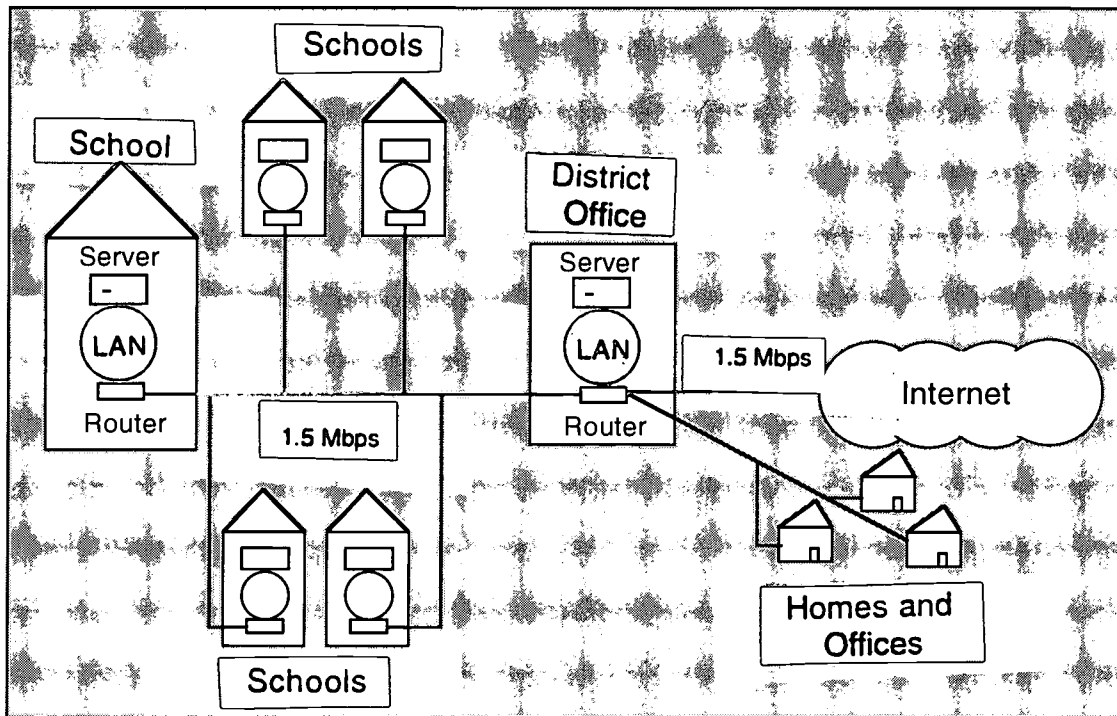 Schools
School
District
Office
Server
LAN
Router
Server
LAN
Router
1.5 Mbps
Internet
1.5 Mbps
Schools
Homes and
Offices